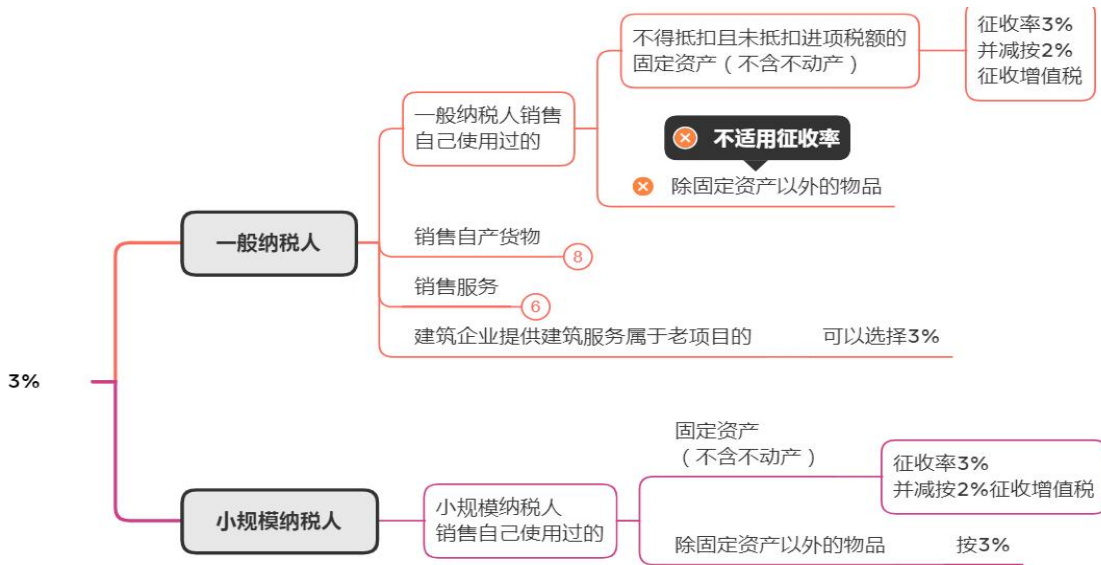 3%
一般纳税人
一般纳税人销售
自己使用过的
不得抵扣且未抵扣进项税额的
固定资产（不含不动产）
征收率3%
并减按2%
征收增值税
不适用征收率
除固定资产以外的物品
销售自产货物
8
销售服务
6
建筑企业提供建筑服务属于老项目的
可以选择3%
小规模纳税人
小规模纳税人
销售自己使用过的
固定资产
（不含不动产）
征收率3%
并减按2%征收增值税
除固定资产以外的物品
按3%